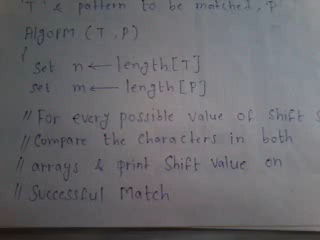 'T' & pattern to be matched, 'P'
Algorm (T, P)
{
Set n ← length [T]
set m ← length [P]
// For every possible value of Shift S
// Compare the characters in both
// arrays & print Shift value on
// Successful Match